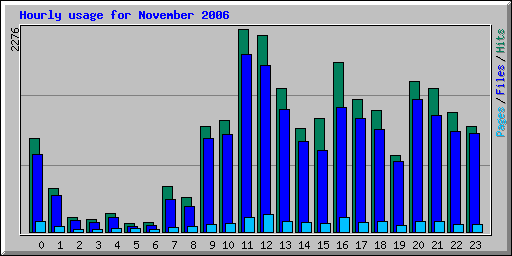 Hourly usage for November 2006
2276
Pages / Files / Hits
0 1 2 3 4 5 6 7 8 9 10 11 12 13 14 15 16 17 18 19 20 21 22 23